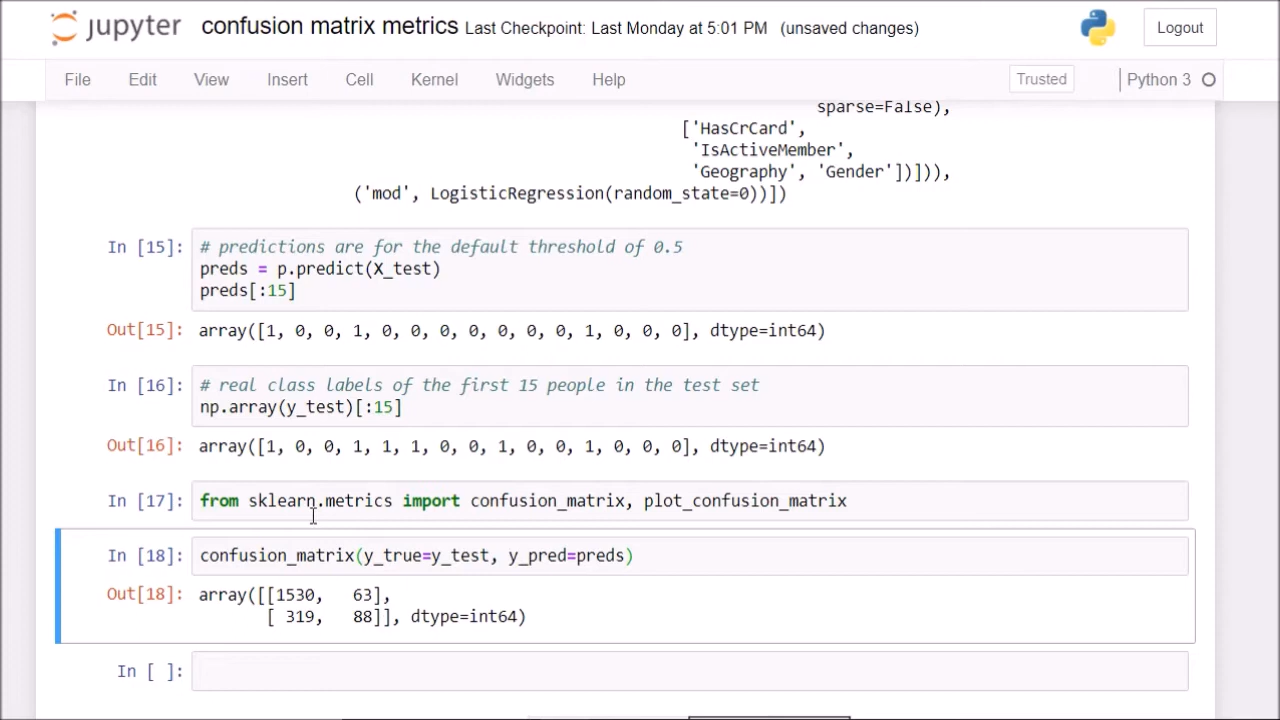 jupyter confusion matrix metrics Last Checkpoint: Last Monday at 5:01 PM (unsaved changes) Logout
File Edit View Insert Cell Kernel Widgets Help Trusted Python 3
sparse=False),
['HasCrCard',
'IsActiveMember',
'Geography', 'Gender'])])),
('mod', LogisticRegression(random_state=0))])
In [15]: # predictions are for the default threshold of 0.5
preds = p.predict(X_test)
preds[:15]
Out[15]: array([1, 0, 0, 1, 0, 0, 0, 0, 0, 0, 0, 1, 0, 0, 0], dtype=int64)
In [16]: # real class labels of the first 15 people in the test set
np.array(y_test)[:15]
Out[16]: array([1, 0, 0, 1, 1, 1, 0, 0, 1, 0, 0, 1, 0, 0, 0], dtype=int64)
In [17]: from sklearn.metrics import confusion_matrix, plot_confusion_matrix
In [18]: confusion_matrix(y_true=y_test, y_pred=preds)
Out[18]: array([[1530, 63],
[ 319, 88]], dtype=int64)
In [ ]: